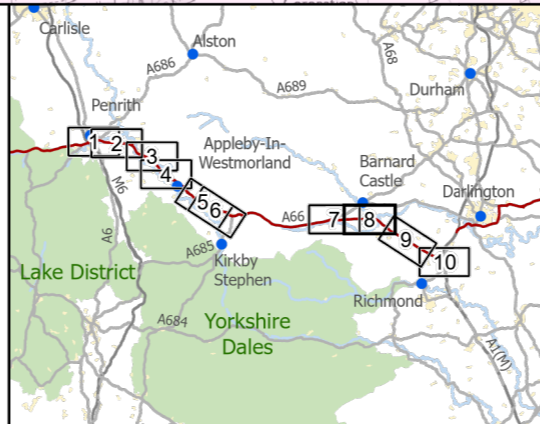 Carlisle
Alston
A68
A686
A689
Durham
Penrith
Appleby-In-
Westmorland
Barnard
Castle
Darlington
1
2
3
4
5
6
7
8
9
10
M6
A66
A6
A685
Kirkby
Stephen
Lake District
Richmond
A684
Yorkshire
Dales
A1(M)